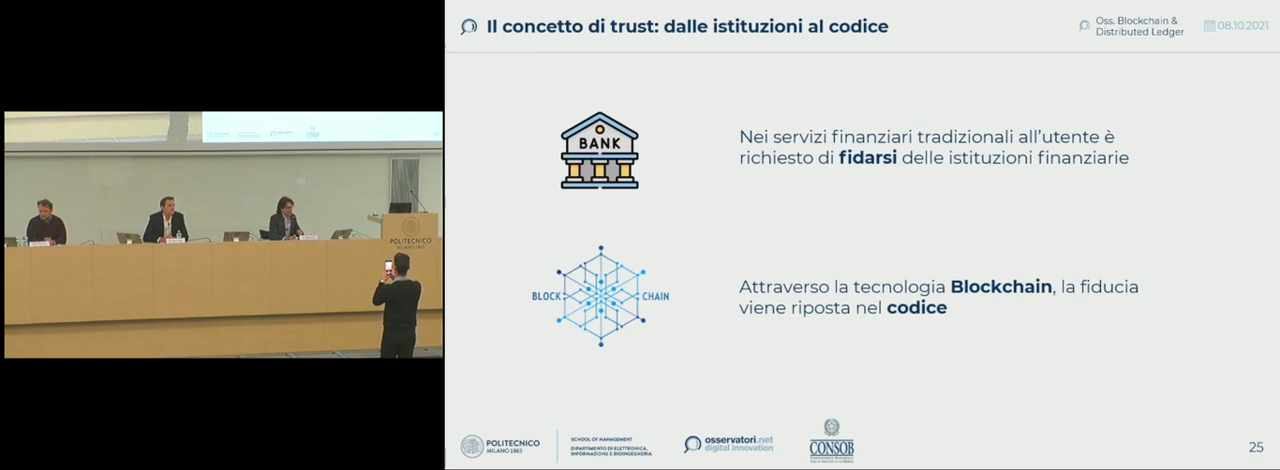 Il concetto di trust: dalle istituzioni al codice
Oss. Blockchain &
Distributed Ledger
08.10.2021
BANK
Nei servizi finanziari tradizionali all'utente è
richiesto di fidarsi delle istituzioni finanziarie
BLOCK CHAIN
Attraverso la tecnologia Blockchain, la fiducia
viene riposta nel codice
POLITECNICO
MILANO 1863
POLITECNICO
MILANO 1863
SCHOOL OF MANAGEMENT
DIPARTIMENTO DI ELETTRONICA,
INFORMAZIONE E BIOINGEGNERIA
osservatori.net
digital innovation
CONSOB
25